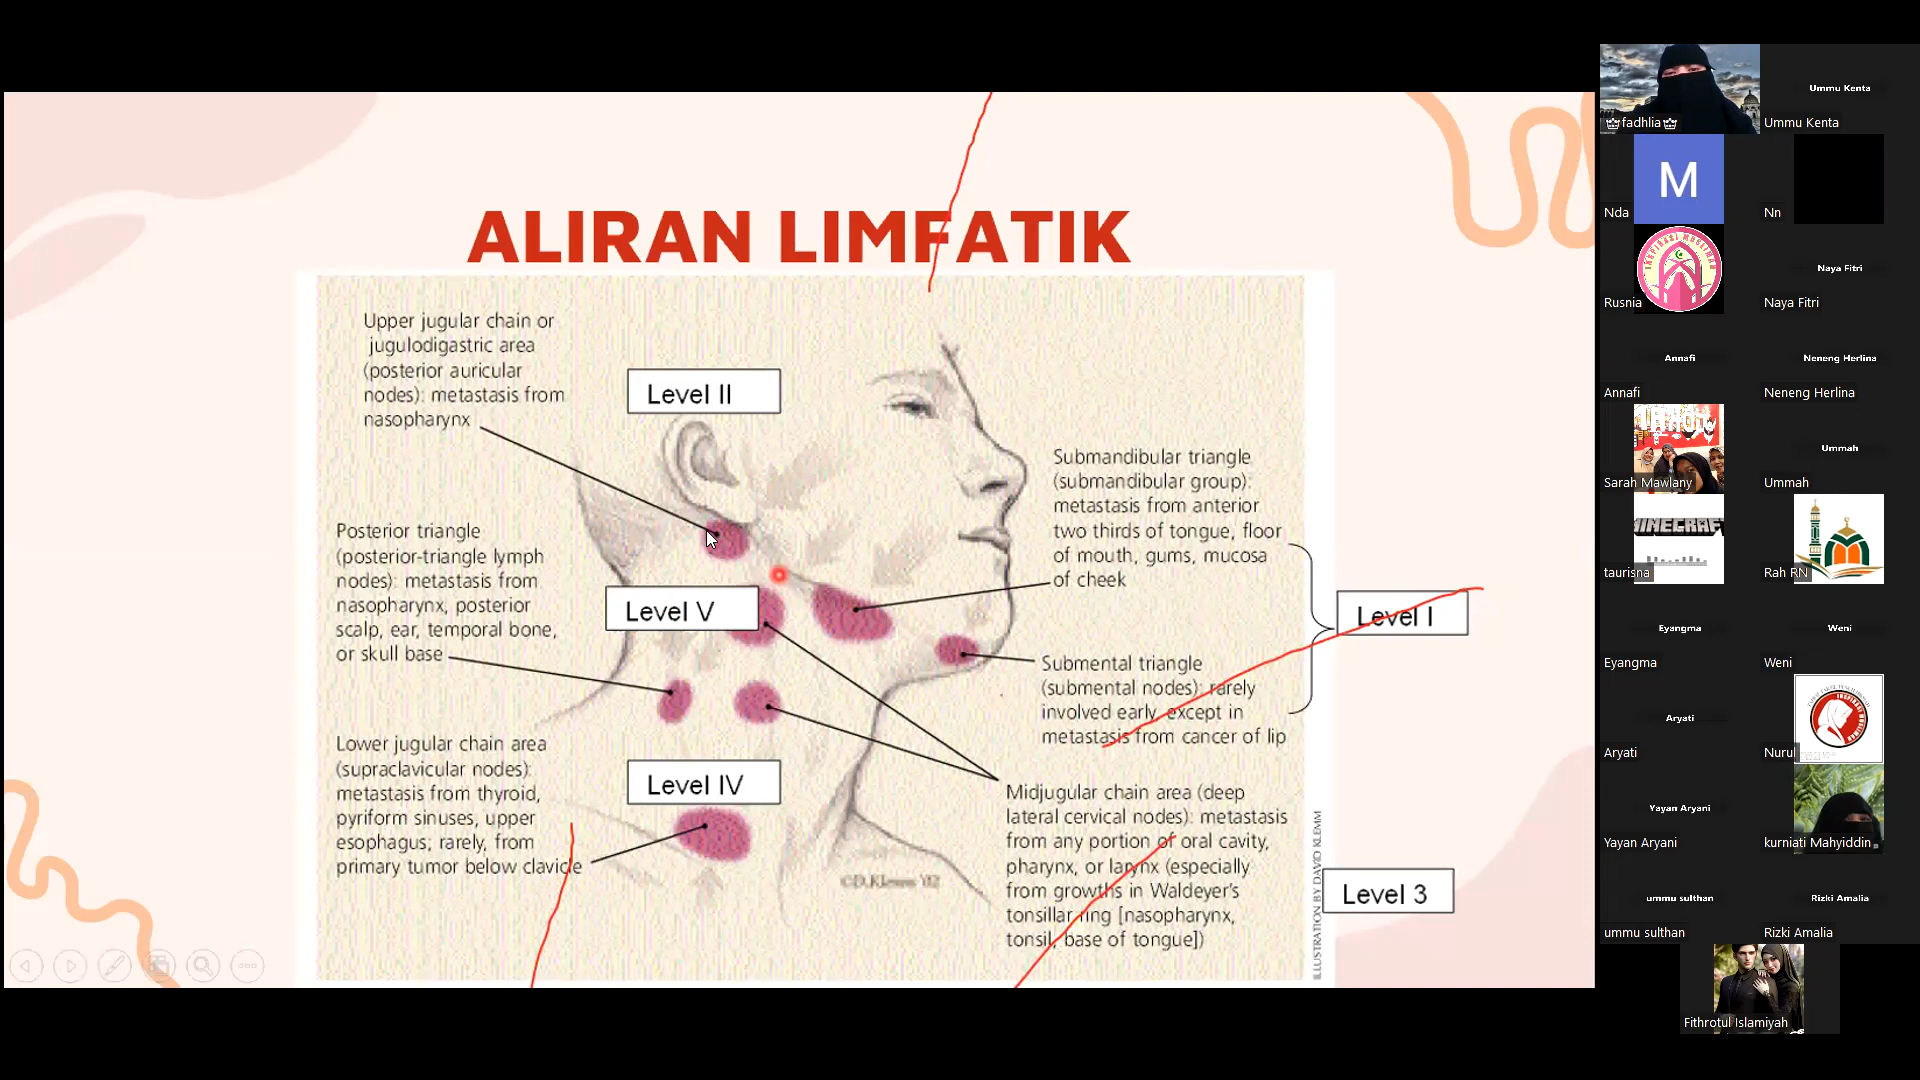 ALIRAN LIMFATIK
Upper jugular chain or
jugulodigastric area
(posterior auricular
nodes): metastasis from
nasopharynx
Level II
Submandibular triangle
(submandibular group):
metastasis from anterior
two thirds of tongue, floor
of mouth, gums, mucosa
of cheek
Posterior triangle
(posterior-triangle lymph
nodes): metastasis from
nasopharynx, posterior
scalp, ear, temporal bone,
or skull base
Level V
Level I
Submental triangle
(submental nodes): rarely
involved early, except in
metastasis from cancer of lip
Lower jugular chain area
(supraclavicular nodes):
metastasis from thyroid,
pyriform sinuses, upper
esophagus; rarely, from
primary tumor below clavicle
Level IV
Midjugular chain area (deep
lateral cervical nodes): metastasis
from any portion of oral cavity,
pharynx, or larynx (especially
from growths in Waldeyer's
tonsillar ring [nasopharynx,
tonsil, base of tongue])
Level 3
©D.Klemm '02
ILLUSTRATION BY DAVID KLEMM
fadhlia
Ummu Kenta
Ummu Kenta
M
Nda
Nn
INSPIRASI MUSLIMAH
Rusnia
Naya Fitri
Naya Fitri
Annafi
Annafi
Neneng Herlina
Neneng Herlina
Sarah Mawlany
Ummah
Ummah
MINECRAFT
taurisna
Rah RN
Eyangma
Eyangma
Weni
Weni
Aryati
Aryati
Nurul
Yayan Aryani
Yayan Aryani
kurniati Mahyiddin
ummu sulthan
ummu sulthan
Rizki Amalia
Rizki Amalia
Fithrotul Islamiyah